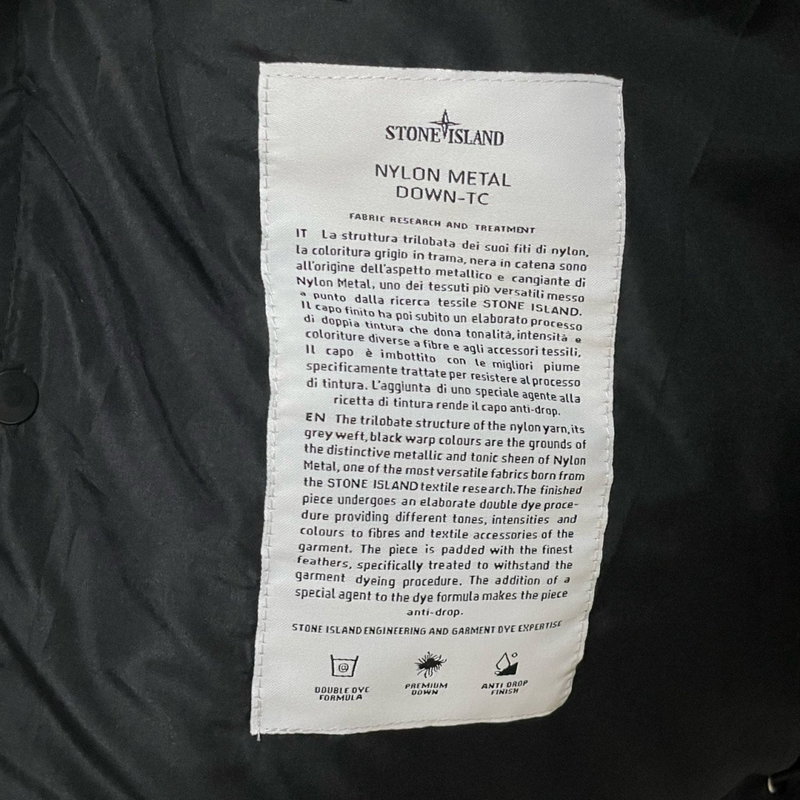 STONE ISLAND
NYLON METAL
DOWN-TC
FABRIC RESEARCH AND TREATMENT
IT La struttura trilobata dei suoi fiti di nylon,
la coloritura grigio in trama, nera in catena sono
all'origine dell'aspetto metallico e cangiante di
Nylon Metal, uno dei tessuti più versatili messo
a punto dalla ricerca tessile STONE ISLAND.
Il capo finito ha poi subito un elaborato processo
di doppia tintura che dona tonalità, intensità e
coloriture diverse a fibre e agli accessori tessili.
Il capo è imbottito con le migliori piume
specificamente trattate per resistere al processo
di tintura. L'aggiunta di uno speciale agente alla
ricetta di tintura rende il capo anti-drop.
EN The trilobate structure of the nylon yarn, its
grey weft, black warp colours are the grounds of
the distinctive metallic and tonic sheen of Nylon
Metal, one of the most versatile fabrics born from
the STONE ISLAND textile research. The finished
piece undergoes an elaborate double dye proce-
dure providing different tones, intensities and
colours to fibres and textile accessories of the
garment. The piece is padded with the finest
feathers, specifically treated to withstand the
garment dyeing procedure. The addition of a
special agent to the dye formula makes the piece
anti-drop.
STONE ISLAND ENGINEERING AND GARMENT DYE EXPERTISE
DOUBLE DYE
FORMULA
PREMIUM
DOWN
ANTI DROP
FINISH